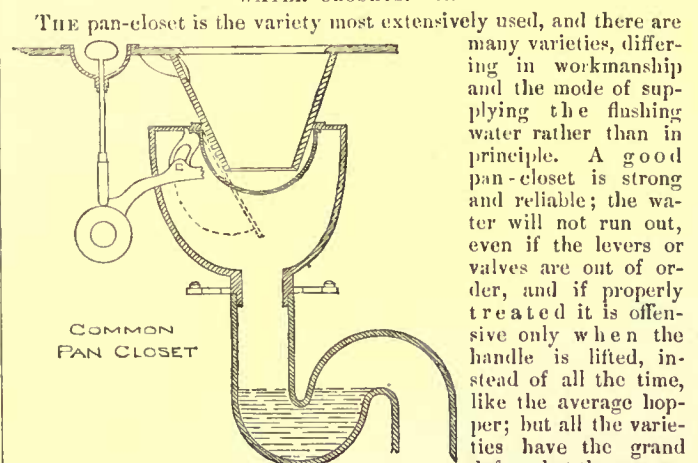 THE pan-closet is the variety most extensively used, and there are
many varieties, differ-
ing in workmanship
and the mode of sup-
plying the flushing
water rather than in
principle. A good
pan-closet is strong
and reliable; the wa-
ter will not run out,
even if the levers or
valves are out of or-
der, and if properly
treated it is offen-
sive only when the
handle is lifted, in-
stead of all the time,
like the average hop-
per; but all the varie-
ties have the grand
COMMON
PAN CLOSET